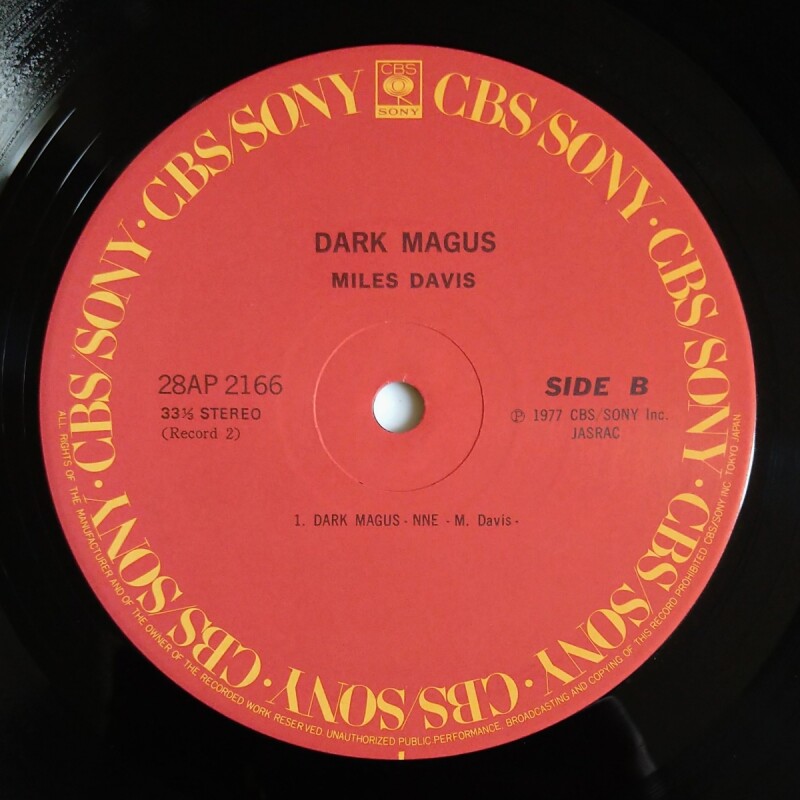 CBS
SONY
CBS/SONY · CBS/SONY · CBS/SONY · CBS/SONY · CBS/SONY · CBS/SONY · CBS/SONY · CBS/SONY
DARK MAGUS
MILES DAVIS
28AP 2166
33⅓ STEREO
(Record 2)
SIDE B
Ⓟ 1977 CBS/SONY Inc.
JASRAC
1. DARK MAGUS - NNE - M. Davis -
ALL RIGHTS OF THE MANUFACTURER AND OF THE OWNER OF THE RECORDED WORK RESERVED. UNAUTHORIZED PUBLIC PERFORMANCE, BROADCASTING AND COPYING OF THIS RECORD PROHIBITED CBS/SONY INC. TOKYO JAPAN